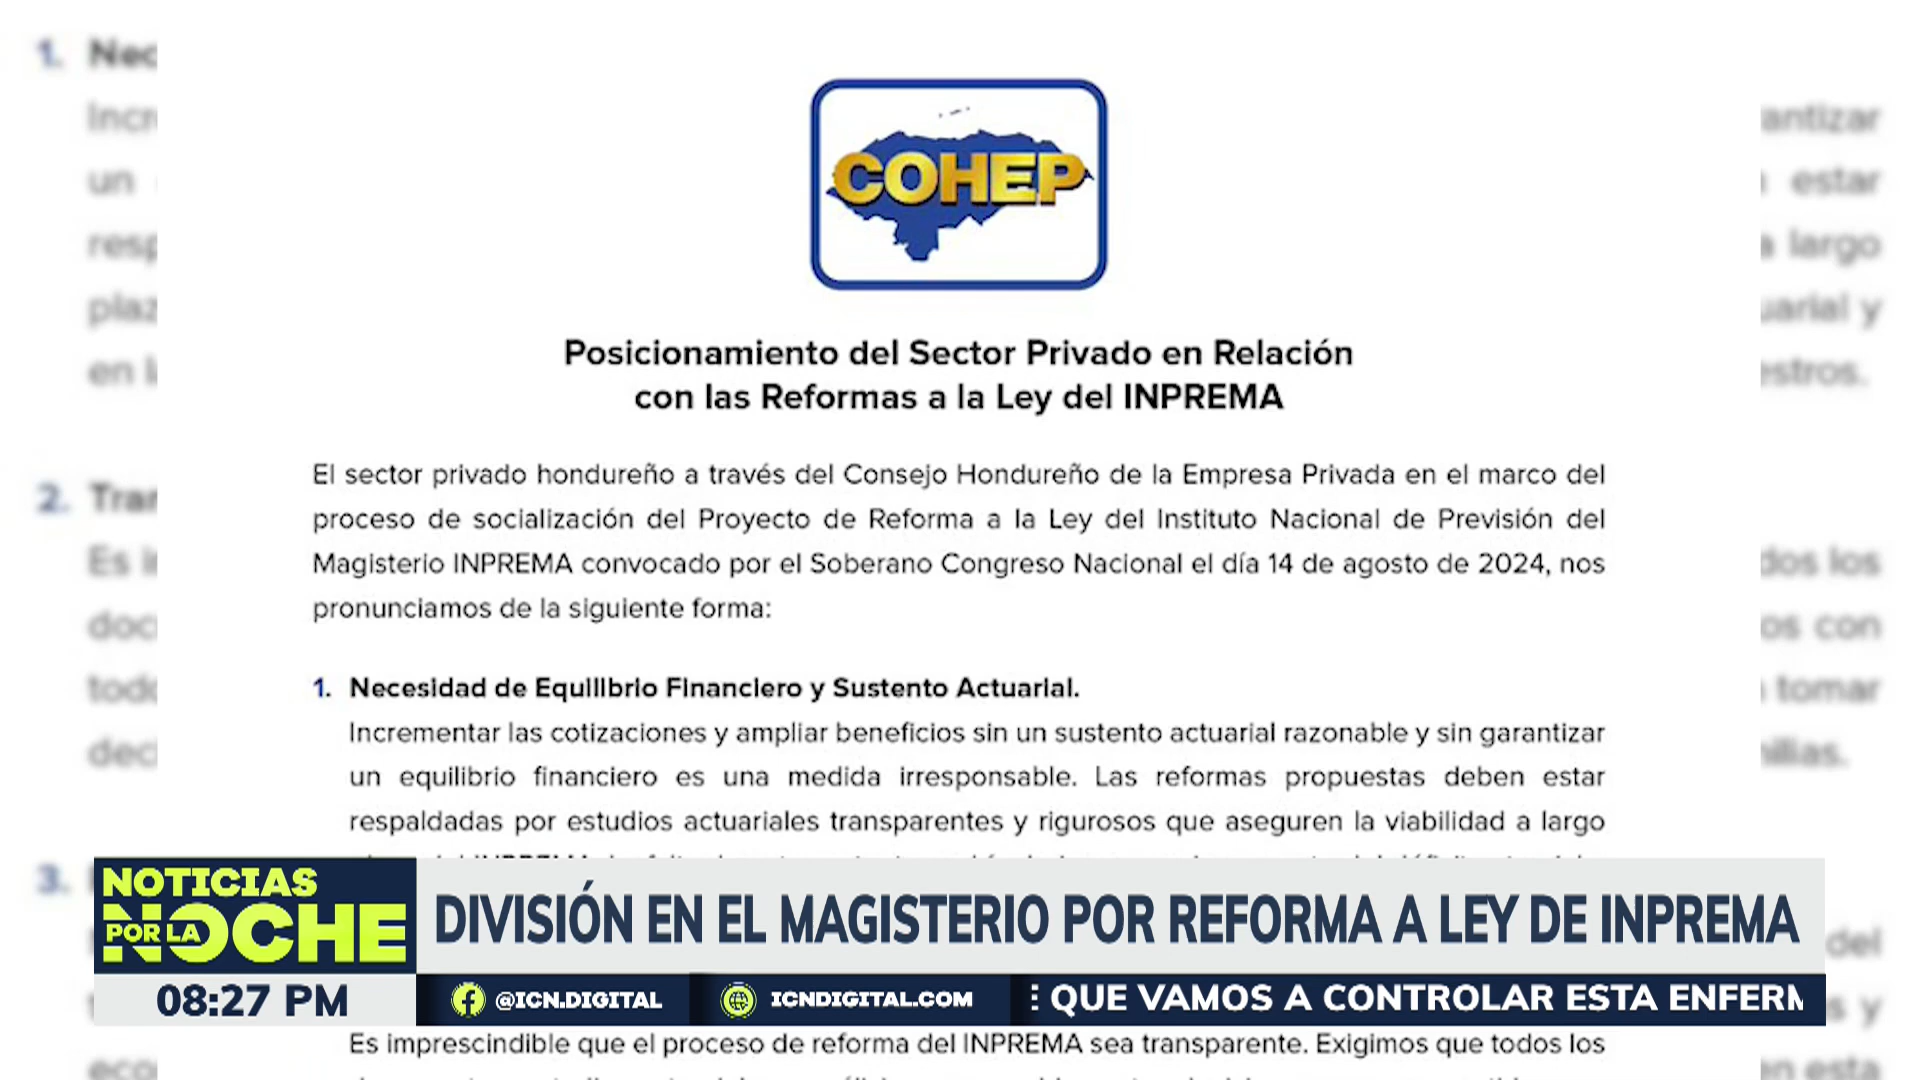 COHEP
Posicionamiento del Sector Privado en Relación
con las Reformas a la Ley del INPREMA
El sector privado hondureño a través del Consejo Hondureño de la Empresa Privada en el marco del
proceso de socialización del Proyecto de Reforma a la Ley del Instituto Nacional de Previsión del
Magisterio INPREMA convocado por el Soberano Congreso Nacional el día 14 de agosto de 2024, nos
pronunciamos de la siguiente forma:
1. Necesidad de Equilibrio Financiero y Sustento Actuarial.
Incrementar las cotizaciones y ampliar beneficios sin un sustento actuarial razonable y sin garantizar
un equilibrio financiero es una medida irresponsable. Las reformas propuestas deben estar
respaldadas por estudios actuariales transparentes y rigurosos que aseguren la viabilidad a largo
NOTICIAS
POR LA NOCHE
DIVISIÓN EN EL MAGISTERIO POR REFORMA A LEY DE INPREMA
08:27 PM
@ICN.DIGITAL
ICNDIGITAL.COM
QUE VAMOS A CONTROLAR ESTA ENFERM
Es imprescindible que el proceso de reforma del INPREMA sea transparente. Exigimos que todos los